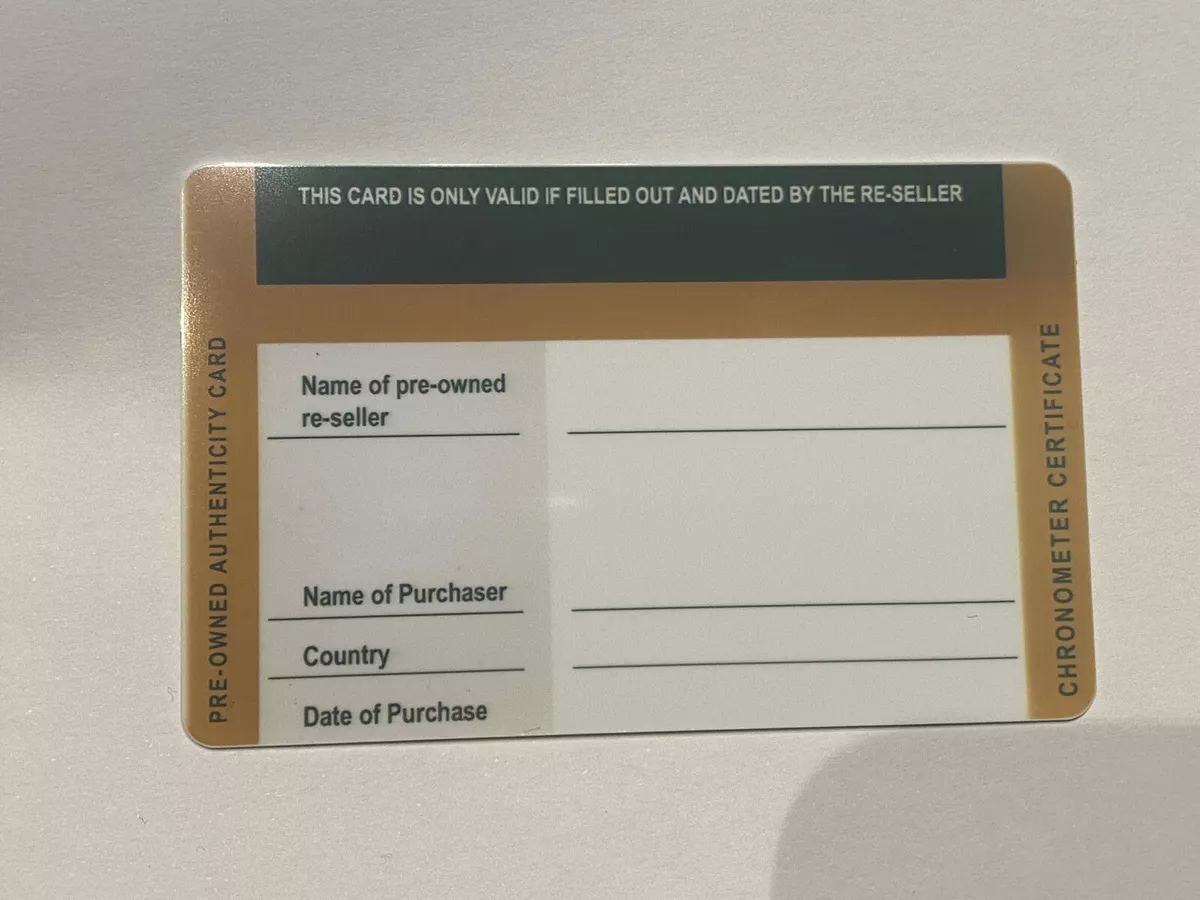 THIS CARD IS ONLY VALID IF FILLED OUT AND DATED BY THE RE-SELLER
PRE-OWNED AUTHENTICITY CARD
Name of pre-owned
re-seller
Name of Purchaser
Country
Date of Purchase
CHRONOMETER CERTIFICATE